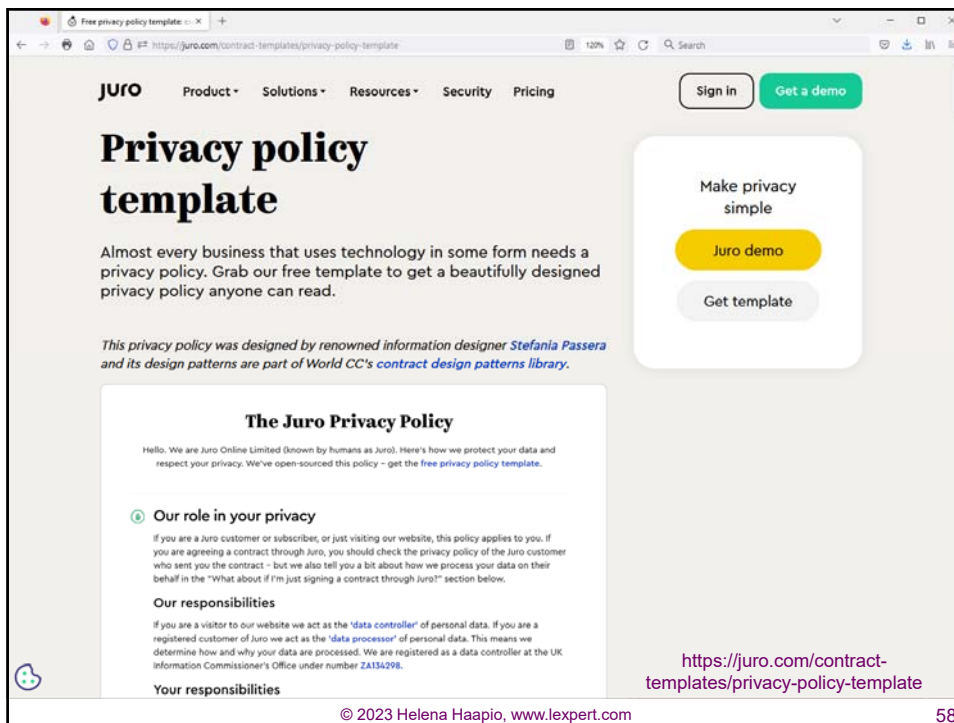 Free privacy policy template: 
https://juro.com/contract-templates/privacy-policy-template
120%
Search
Juro
Product
Solutions
Resources
Security
Pricing
Sign in
Get a demo
Privacy policy
template
Almost every business that uses technology in some form needs a
privacy policy. Grab our free template to get a beautifully designed
privacy policy anyone can read.
Make privacy
simple
Juro demo
Get template
This privacy policy was designed by renowned information designer Stefania Passera
and its design patterns are part of World CC's contract design patterns library.
The Juro Privacy Policy
Hello. We are Juro Online Limited (known by humans as Juro). Here's how we protect your data and
respect your privacy. We've open-sourced this policy – get the free privacy policy template.
Our role in your privacy
If you are a Juro customer or subscriber, or just visiting our website, this policy applies to you. If
you are agreeing a contract through Juro, you should check the privacy policy of the Juro customer
who sent you the contract – but we also tell you a bit about how we process your data on their
behalf in the "What about if I'm just signing a contract through Juro?" section below.
Our responsibilities
If you are a visitor to our website we act as the 'data controller' of personal data. If you are a
registered customer of Juro we act as the 'data processor' of personal data. This means we
determine how and why your data are processed. We are registered as a data controller at the UK
Information Commissioner's Office under number ZA134298.
Your responsibilities
https://juro.com/contract-
templates/privacy-policy-template
© 2023 Helena Haapio, www.lexpert.com
58